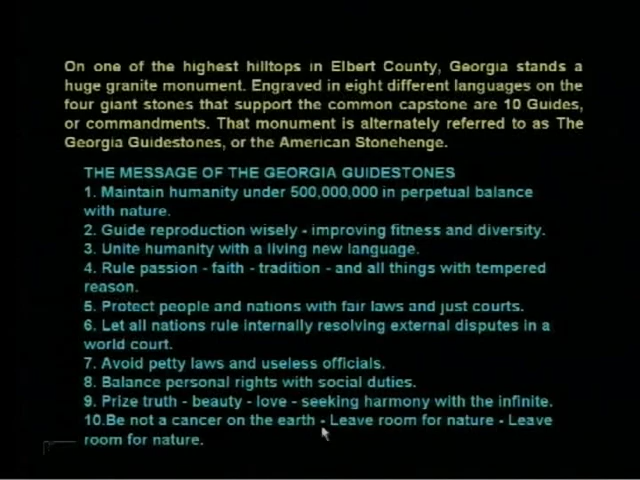 On one of the highest hilltops in Elbert County, Georgia stands a
huge granite monument. Engraved in eight different languages on the
four giant stones that support the common capstone are 10 Guides,
or commandments. That monument is alternately referred to as The
Georgia Guidestones, or the American Stonehenge.
THE MESSAGE OF THE GEORGIA GUIDESTONES
1. Maintain humanity under 500,000,000 in perpetual balance
with nature.
2. Guide reproduction wisely - improving fitness and diversity.
3. Unite humanity with a living new language.
4. Rule passion - faith - tradition - and all things with tempered
reason.
5. Protect people and nations with fair laws and just courts.
6. Let all nations rule internally resolving external disputes in a
world court.
7. Avoid petty laws and useless officials.
8. Balance personal rights with social duties.
9. Prize truth - beauty - love - seeking harmony with the infinite.
10.Be not a cancer on the earth - Leave room for nature - Leave
room for nature.